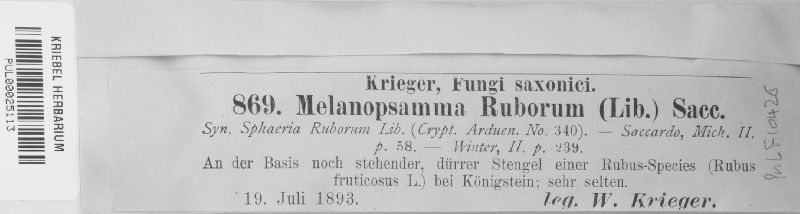 KRIEBEL HERBARIUM
PUL00025113
Krieger, Fungi saxonici.
869. Melanopsamma Ruborum (Lib.) Sacc.
Syn. Sphaeria Ruborum Lib. (Crypt. Arduen. No. 340). — Saccardo, Mich. II.
p. 58. — Winter, II. p. 239.
An der Basis noch stehender, dürrer Stengel einer Rubus-Species (Rubus
fruticosus L.) bei Königstein; sehr selten.
19. Juli 1893. leg. W. Krieger.
PUL F10426